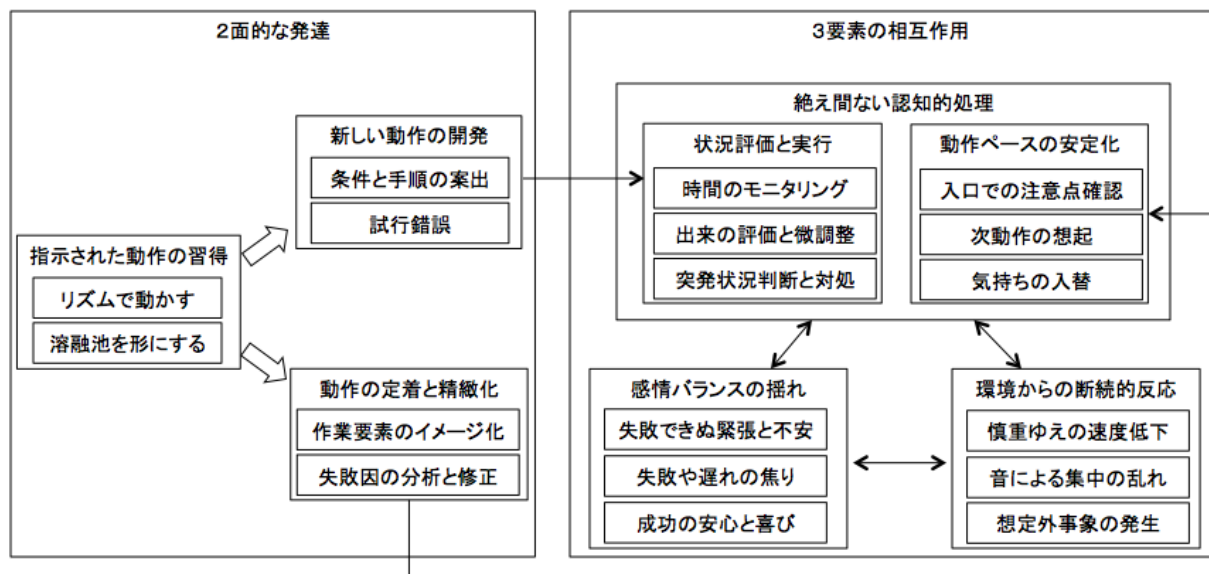 2面的な発達
指示された動作の習得
リズムで動かす
溶融池を形にする
新しい動作の開発
条件と手順の案出
試行錯誤
動作の定着と精緻化
作業要素のイメージ化
失敗因の分析と修正
3要素の相互作用
絶え間ない認知的処理
状況評価と実行
時間のモニタリング
出来の評価と微調整
突発状況判断と対処
動作ペースの安定化
入口での注意点確認
次動作の想起
気持ちの入替
感情バランスの揺れ
失敗できぬ緊張と不安
失敗や遅れの焦り
成功の安心と喜び
環境からの断続的反応
慎重ゆえの速度低下
音による集中の乱れ
想定外事象の発生